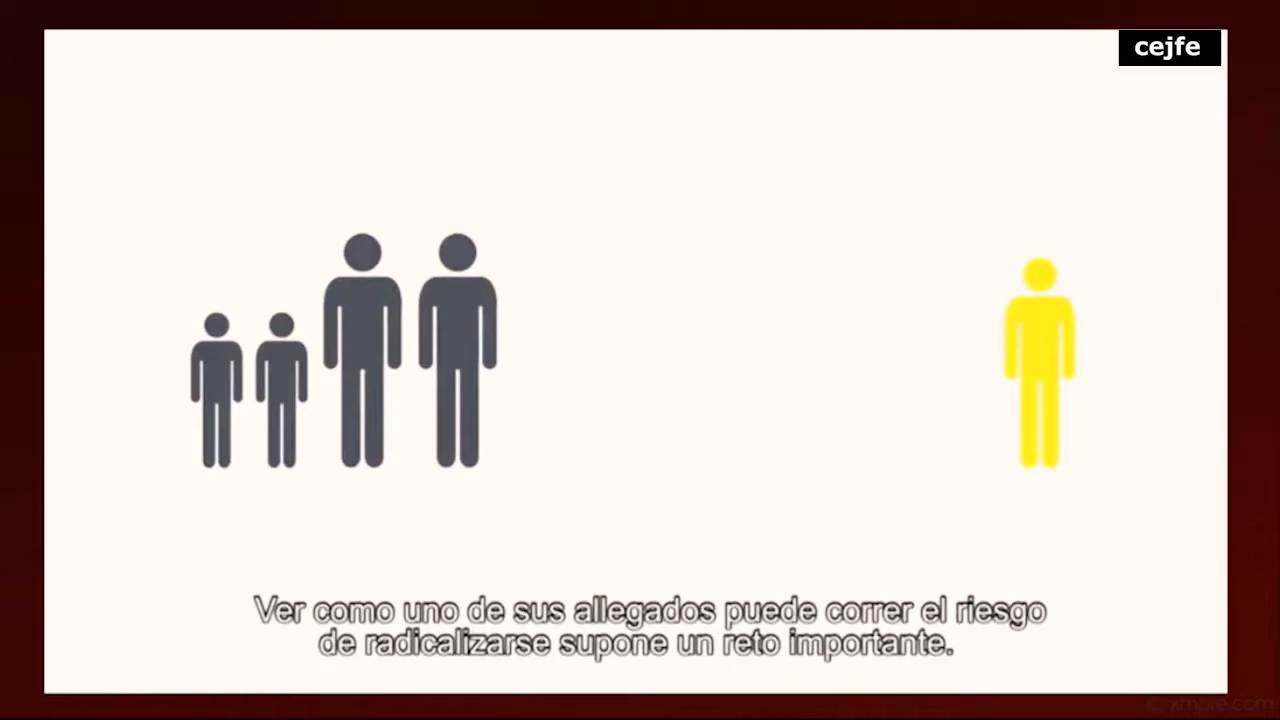 cejfe
Ver como uno de sus allegados puede correr el riesgo
de radicalizarse supone un reto importante.